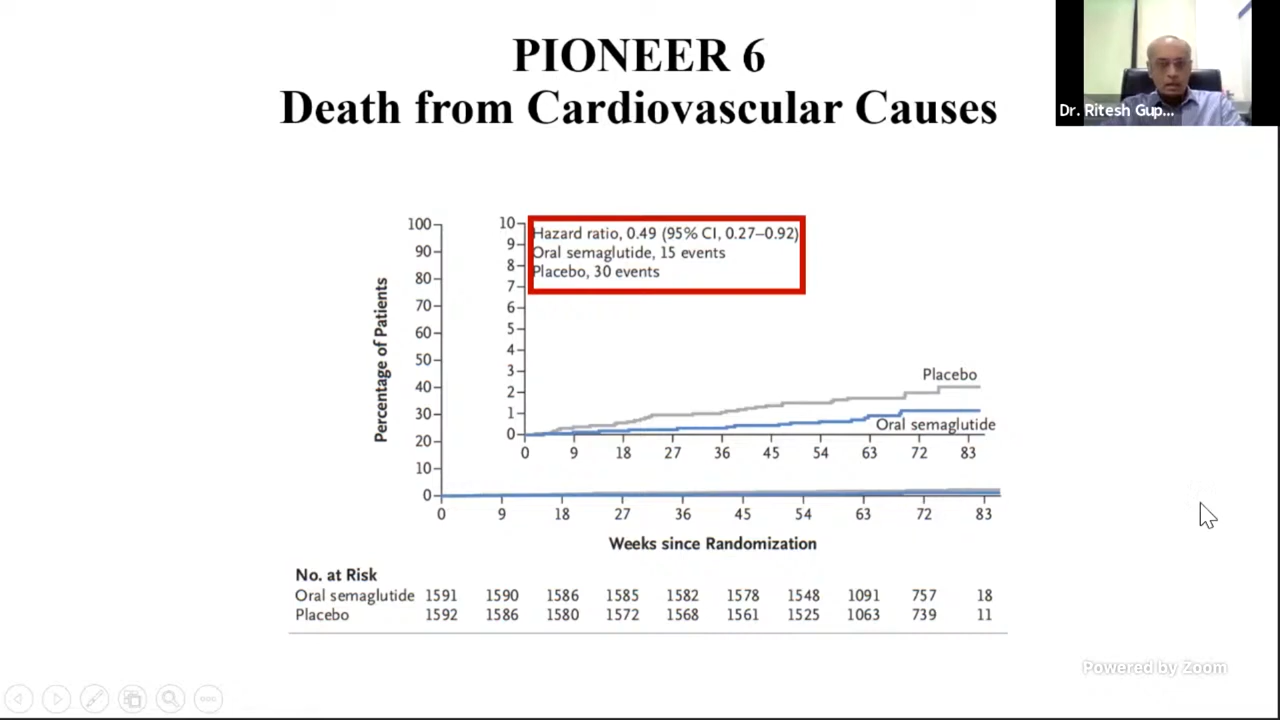 PIONEER 6
Death from Cardiovascular Causes
Dr. Ritesh Gup...
Percentage of Patients
100
90
80
70
60
50
40
30
20
10
0
10
9
8
7
6
5
4
3
2
1
0
Hazard ratio, 0.49 (95% CI, 0.27–0.92)
Oral semaglutide, 15 events
Placebo, 30 events
Placebo
Oral semaglutide
0 9 18 27 36 45 54 63 72 83
0 9 18 27 36 45 54 63 72 83
Weeks since Randomization
No. at Risk
Oral semaglutide 1591 1590 1586 1585 1582 1578 1548 1091 757 18
Placebo 1592 1586 1580 1572 1568 1561 1525 1063 739 11
Powered by Zoom